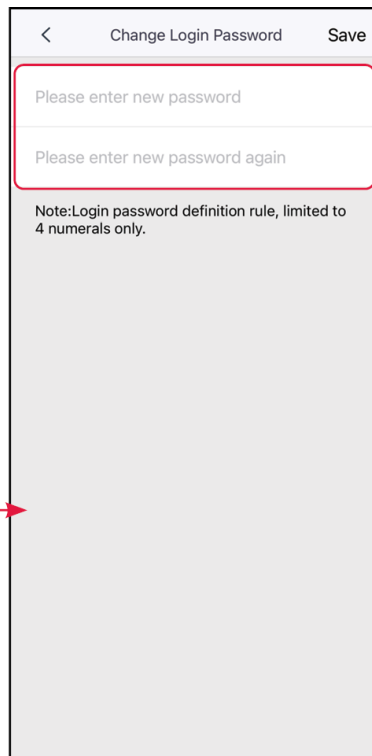 Change Login Password Save
Please enter new password
Please enter new password again
Note:Login password definition rule, limited to
4 numerals only.